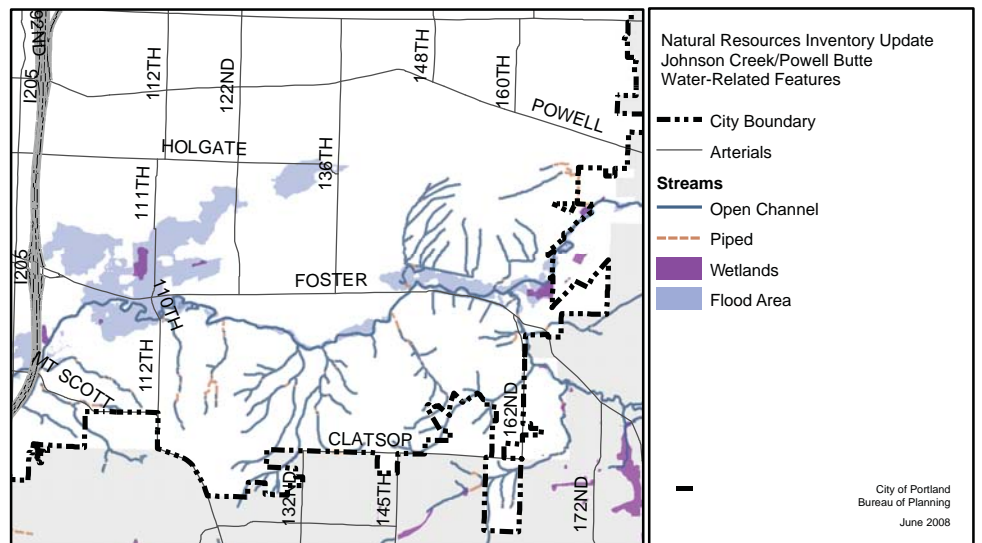 92ND
I205
112TH
122ND
148TH
160TH
POWELL
HOLGATE
136TH
111TH
I205
FOSTER
110TH
MT SCOTT
112TH
162ND
CLATSOP
132ND
145TH
172ND
Natural Resources Inventory Update
Johnson Creek/Powell Butte
Water-Related Features
City Boundary
Arterials
Streams
Open Channel
Piped
Wetlands
Flood Area
City of Portland
Bureau of Planning
June 2008